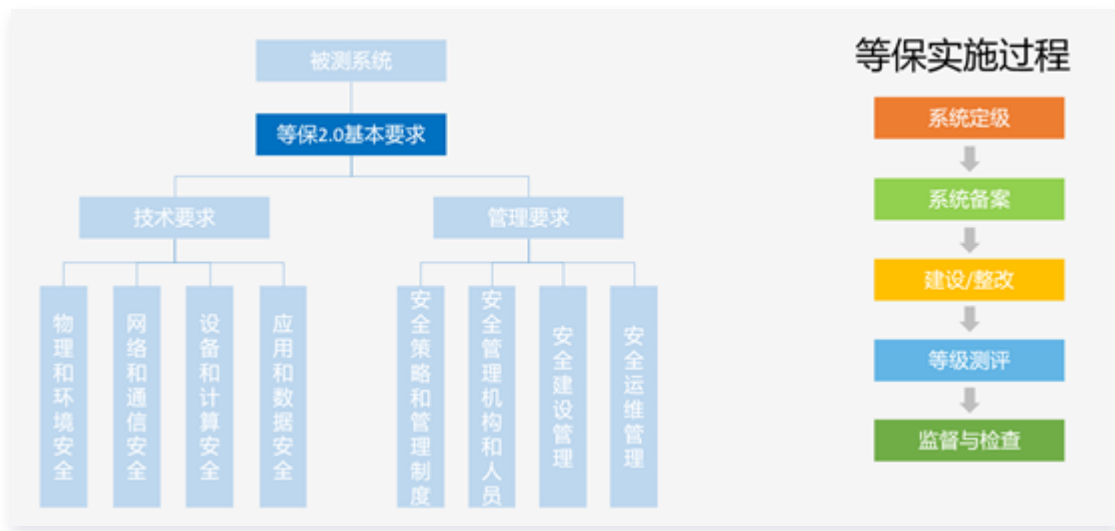 被测系统
等保2.0基本要求
技术要求
管理要求
物理和环境安全
网络和通信安全
设备和计算安全
应用和数据安全
安全策略和管理制度
安全管理机构和人员
安全建设管理
安全运维管理
等保实施过程
系统定级
系统备案
建设/整改
等级测评
监督与检查